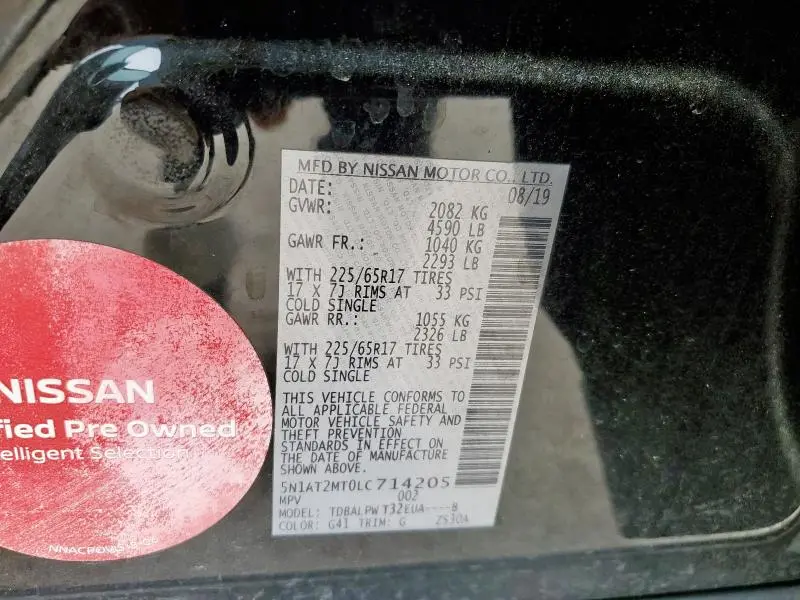 MFD BY NISSAN MOTOR CO., LTD.
DATE: 08/19
GVWR: 2082 KG
4590 LB
GAWR FR.: 1040 KG
2293 LB
WITH 225/65R17 TIRES
17 X 7J RIMS AT 33 PSI
COLD SINGLE
GAWR RR.: 1055 KG
2326 LB
WITH 225/65R17 TIRES
17 X 7J RIMS AT 33 PSI
COLD SINGLE
THIS VEHICLE CONFORMS TO
ALL APPLICABLE FEDERAL
MOTOR VEHICLE SAFETY AND
THEFT PREVENTION
STANDARDS IN EFFECT ON
THE DATE OF MANUFACTURE
SHOWN ABOVE.
5N1AT2MT0LC714205
MPV 002
MODEL: TDBALPW T32EUA----B
COLOR: G41 TRIM: G 2S30A
NISSAN
fied Pre Owned
elligent Selection